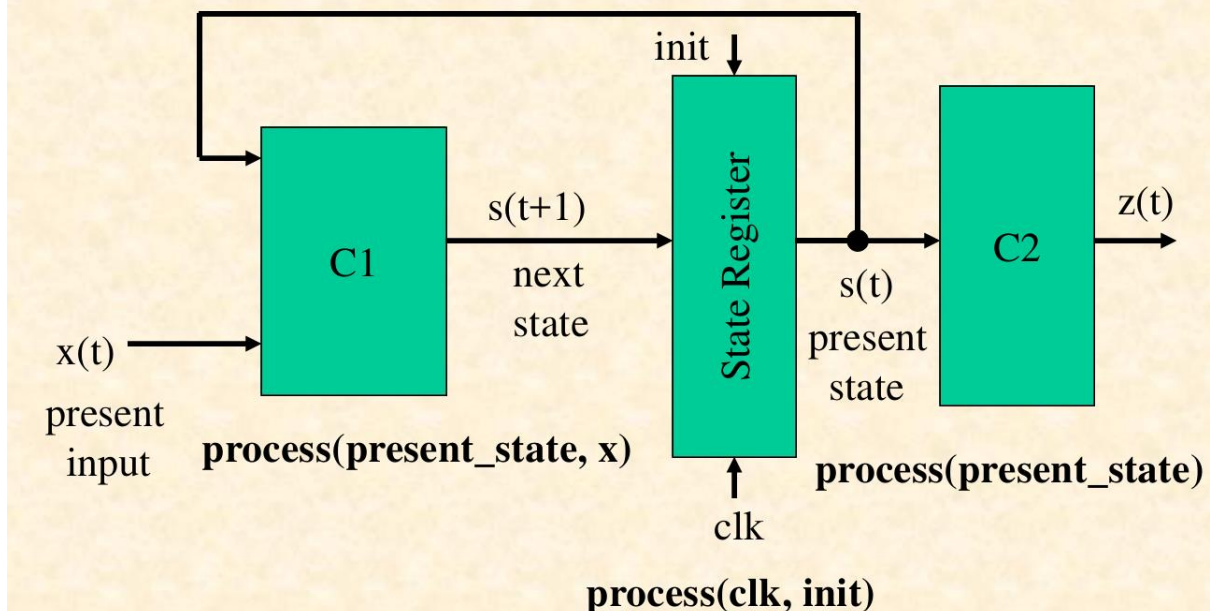 init
C1
s(t+1)
next
state
State Register
s(t)
present
state
C2
z(t)
x(t)
present
input
process(present_state, x)
process(present_state)
clk
process(clk, init)